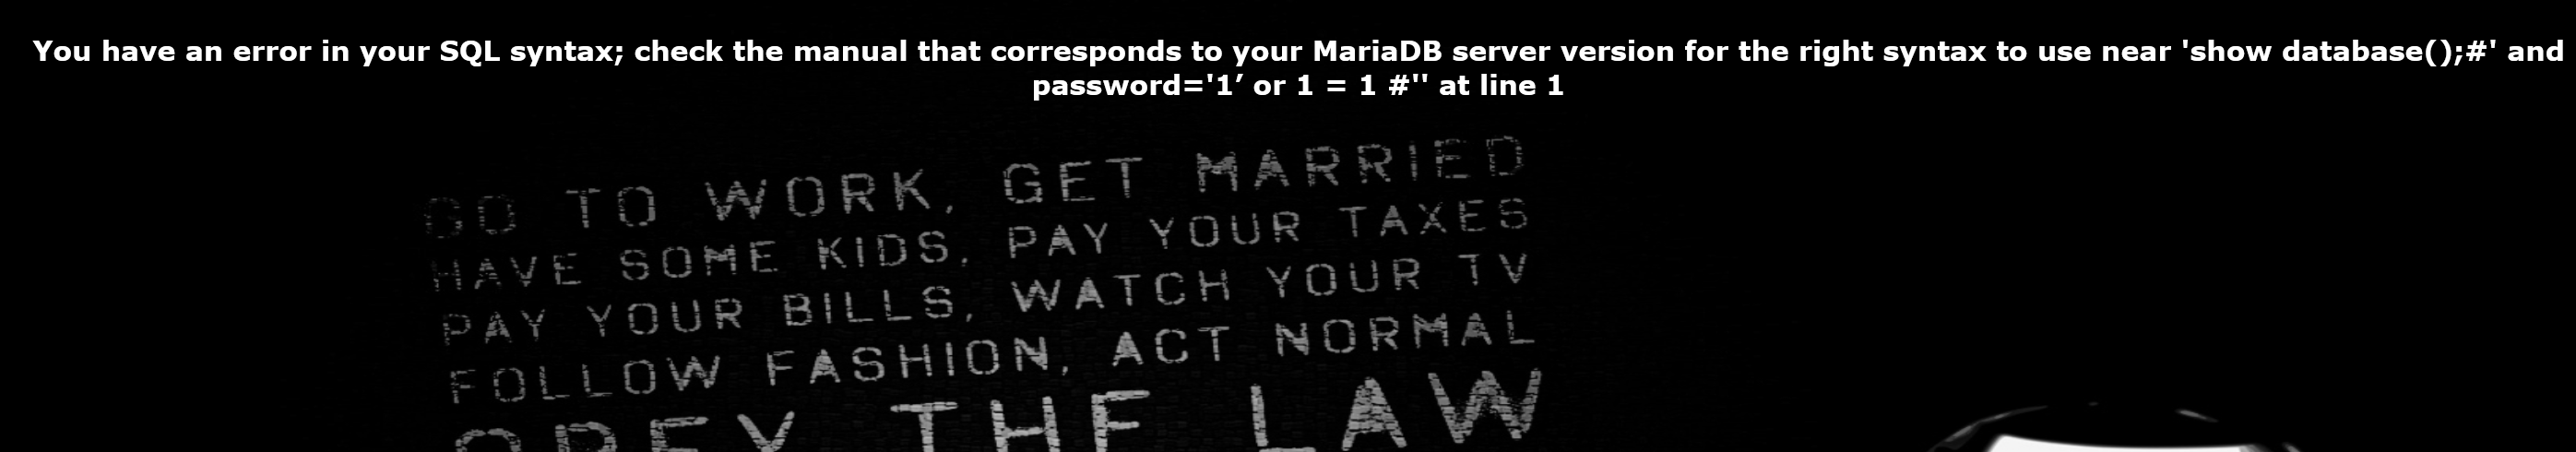 You have an error in your SQL syntax; check the manual that corresponds to your MariaDB server version for the right syntax to use near 'show database();#' and
password='1’ or 1 = 1 #'' at line 1
GO TO WORK, GET MARRIED
HAVE SOME KIDS, PAY YOUR TAXES
PAY YOUR BILLS, WATCH YOUR TV
FOLLOW FASHION, ACT NORMAL
OBEY THE LAW